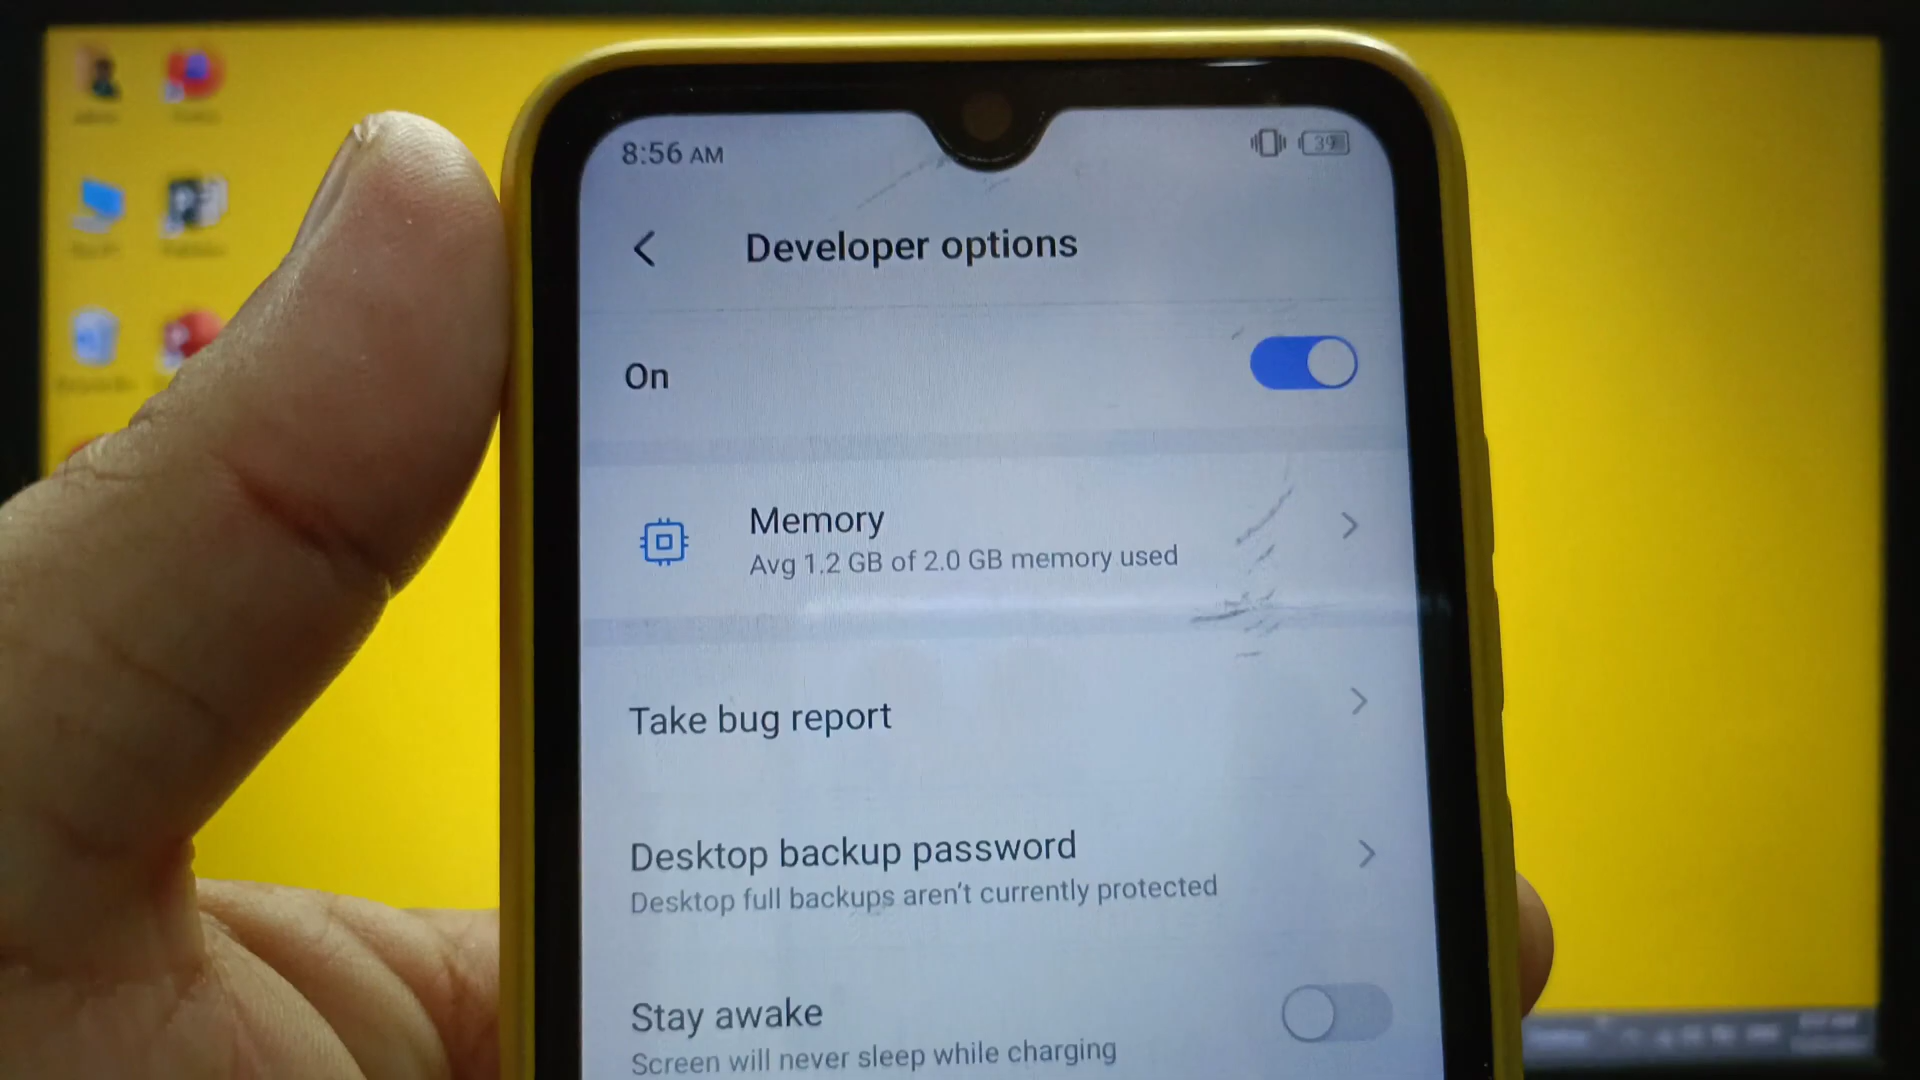 8:56 AM
39
Developer options
On
Memory
Avg 1.2 GB of 2.0 GB memory used
Take bug report
Desktop backup password
Desktop full backups aren't currently protected
Stay awake
Screen will never sleep while charging